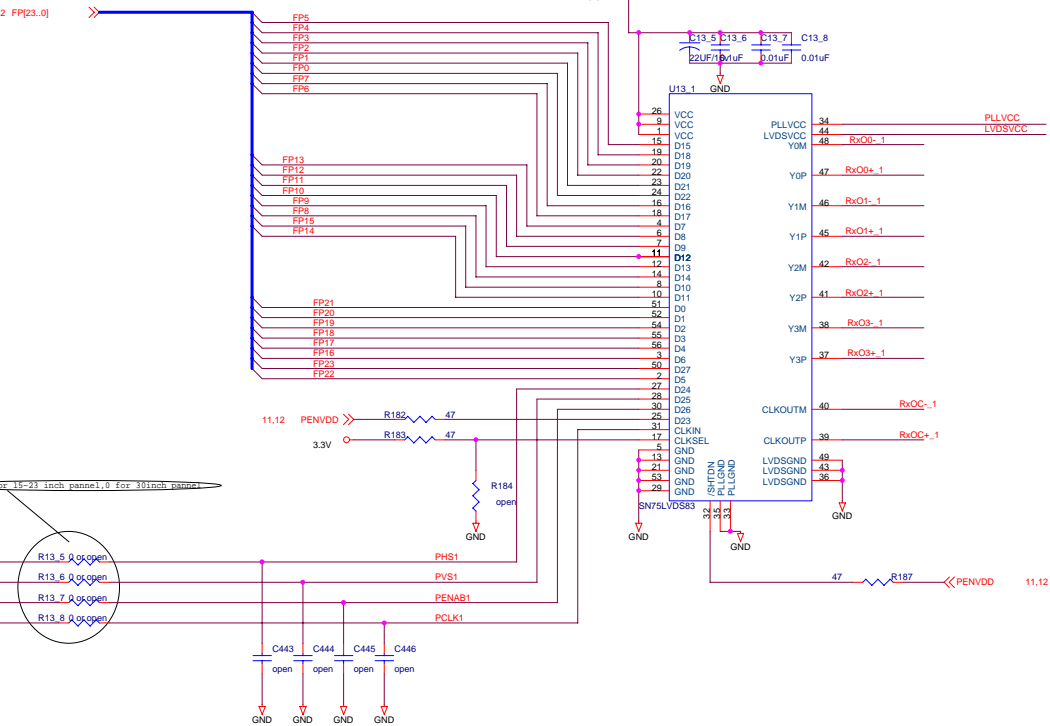 2 FP[23..0]
FP5
FP4
FP3
FP2
FP1
FP0
FP7
FP6
FP13
FP12
FP11
FP10
FP9
FP8
FP15
FP14
FP21
FP20
FP19
FP18
FP17
FP16
FP23
FP22
C13_5 C13_6 C13_7 C13_8
0.01uF 0.01uF
GND
U13_1
26 VCC
9 VCC
1 VCC
15 D15
19 D18
20 D19
22 D20
23 D21
24 D22
16 D16
18 D17
4 D7
6 D8
7 D9
11 D12
12 D13
14 D14
8 D10
10 D11
51 D0
52 D1
54 D2
55 D3
56 D4
3 D6
50 D27
2 D5
27 D24
28 D25
30 D26
25 D23
31 CLKIN
17 CLKSEL
5 GND
13 GND
21 GND
53 GND
29 GND
PLLVCC 34 PLLVCC
LVDSVCC 44 LVDSVCC
Y0M 48 RxO0-_1
Y0P 47 RxO0+_1
Y1M 46 RxO1-_1
Y1P 45 RxO1+_1
Y2M 42 RxO2-_1
Y2P 41 RxO2+_1
Y3M 38 RxO3-_1
Y3P 37 RxO3+_1
CLKOUTM 40 RxOC-_1
CLKOUTP 39 RxOC+_1
LVDSGND 49
LVDSGND 43
LVDSGND 36
/SHTDN 32
PLLGND 35
PLLGND 33
SN75LVDS83
GND
GND
GND
11,12 PENVDD R182 47
3.3V R183 47
R184
open
GND
or 15-23 inch pannel,0 for 30inch pannel
R13_5 0 or open PHS1
R13_6 0 or open PVS1
R13_7 0 or open PENAB1
R13_8 0 or open PCLK1
47 R187 PENVDD 11,12
C443 C444 C445 C446
open open open open
GND GND GND GND